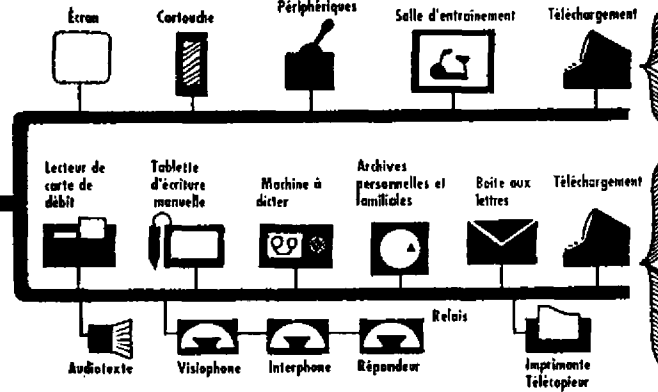 Écran
Cartouche
Périphériques
Salle d'entraînement
Téléchargement
Lecteur de
carte de
débit
Tablette
d'écriture
manuelle
Machine à
dicter
Archives
personnelles et
familiales
Boîte aux
lettres
Téléchargement
Relais
Audiotexte
Visiophone
Interphone
Répondeur
Imprimante
Télécopieur